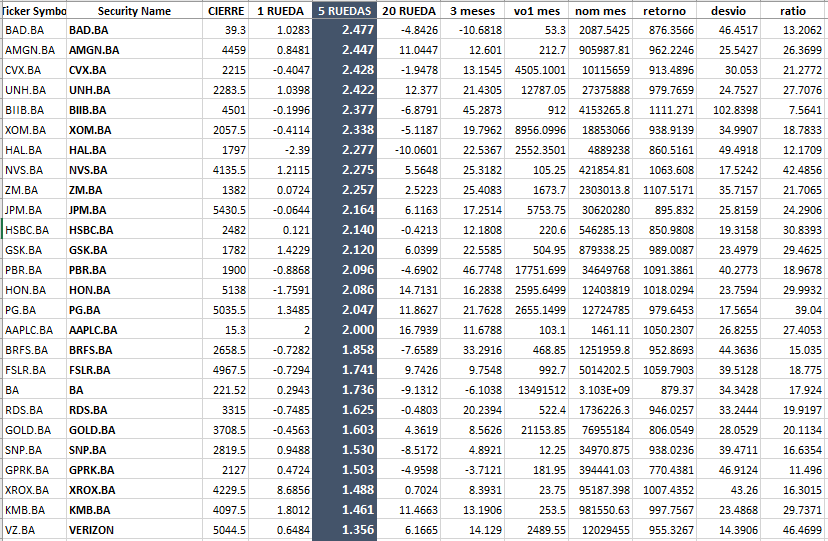 Ticker Symbo Security Name CIERRE 1 RUEDA 5 RUEDAS 20 RUEDA 3 meses vo1 mes nom mes retorno desvio ratio
BAD.BA BAD.BA 39.3 1.0283 2.477 -4.8426 -10.6818 53.3 2087.5425 876.3566 46.4517 13.2062
AMGN.BA AMGN.BA 4459 0.8481 2.447 11.0447 12.601 212.7 905987.81 962.2246 25.5427 26.3699
CVX.BA CVX.BA 2215 -0.4047 2.428 -1.9478 13.1545 4505.1001 10115659 913.4896 30.053 21.2772
UNH.BA UNH.BA 2283.5 1.0398 2.422 12.377 21.4305 12787.05 27375888 979.7659 24.7527 27.7076
BIIB.BA BIIB.BA 4501 -0.1996 2.377 -6.8791 45.2873 912 4153265.8 1111.271 102.8398 7.5641
XOM.BA XOM.BA 2057.5 -0.4114 2.338 -5.1187 19.7962 8956.0996 18853066 938.9139 34.9907 18.7833
HAL.BA HAL.BA 1797 -2.39 2.277 -10.0601 22.5367 2552.3501 4889238 860.5161 49.4918 12.1709
NVS.BA NVS.BA 4135.5 1.2115 2.275 5.5648 25.3182 105.25 421854.81 1063.608 17.5242 42.4856
ZM.BA ZM.BA 1382 0.0724 2.257 2.5223 25.4083 1673.7 2303013.8 1107.5171 35.7157 21.7065
JPM.BA JPM.BA 5430.5 -0.0644 2.164 6.1163 17.2514 5753.75 30620280 895.832 25.8159 24.2906
HSBC.BA HSBC.BA 2482 0.121 2.140 -0.4213 12.1808 220.6 546285.13 850.9808 19.3158 30.8393
GSK.BA GSK.BA 1782 1.4229 2.120 6.0399 22.5585 504.95 879338.25 989.0087 23.4979 29.4625
PBR.BA PBR.BA 1900 -0.8868 2.096 -4.6902 46.7748 17751.699 34649768 1091.3861 40.2773 18.9678
HON.BA HON.BA 5138 -1.7591 2.086 14.7131 16.2838 2595.6499 12403819 1018.0294 23.7594 29.9932
PG.BA PG.BA 5035.5 1.3485 2.047 11.8627 21.7628 2655.1499 12724785 979.6453 17.5654 39.04
AAPLC.BA AAPLC.BA 15.3 2 2.000 16.7939 11.6788 103.1 1461.11 1050.2307 26.8255 27.4053
BRFS.BA BRFS.BA 2658.5 -0.7282 1.858 -7.6589 33.2916 468.85 1251959.8 952.8693 44.3636 15.035
FSLR.BA FSLR.BA 4967.5 -0.7294 1.741 9.7426 9.7548 992.7 5014202.5 1059.7903 39.5128 18.775
BA BA 221.52 0.2943 1.736 -9.1312 -6.1038 13491512 3.103E+09 879.37 34.3428 17.924
RDS.BA RDS.BA 3315 -0.7485 1.625 -0.4803 20.2394 522.4 1736226.3 946.0257 33.2444 19.9197
GOLD.BA GOLD.BA 3708.5 -0.4563 1.603 4.3619 8.5626 21153.85 76955184 806.0549 28.0529 20.1134
SNP.BA SNP.BA 2819.5 0.9488 1.530 -8.5172 4.8921 12.25 34970.875 938.0236 39.4711 16.6354
GPRK.BA GPRK.BA 2127 0.4724 1.503 -4.9598 -3.7121 181.95 394441.03 770.4381 46.9124 11.496
XROX.BA XROX.BA 4229.5 8.6856 1.488 0.7024 8.3931 23.75 95187.398 1007.4352 43.26 16.3015
KMB.BA KMB.BA 4097.5 1.8012 1.461 11.4663 13.1906 253.5 981550.63 997.7567 23.4868 29.7371
VZ.BA VERIZON 5044.5 0.6484 1.356 6.1665 14.129 2489.55 12029455 955.3267 14.3906 46.4699